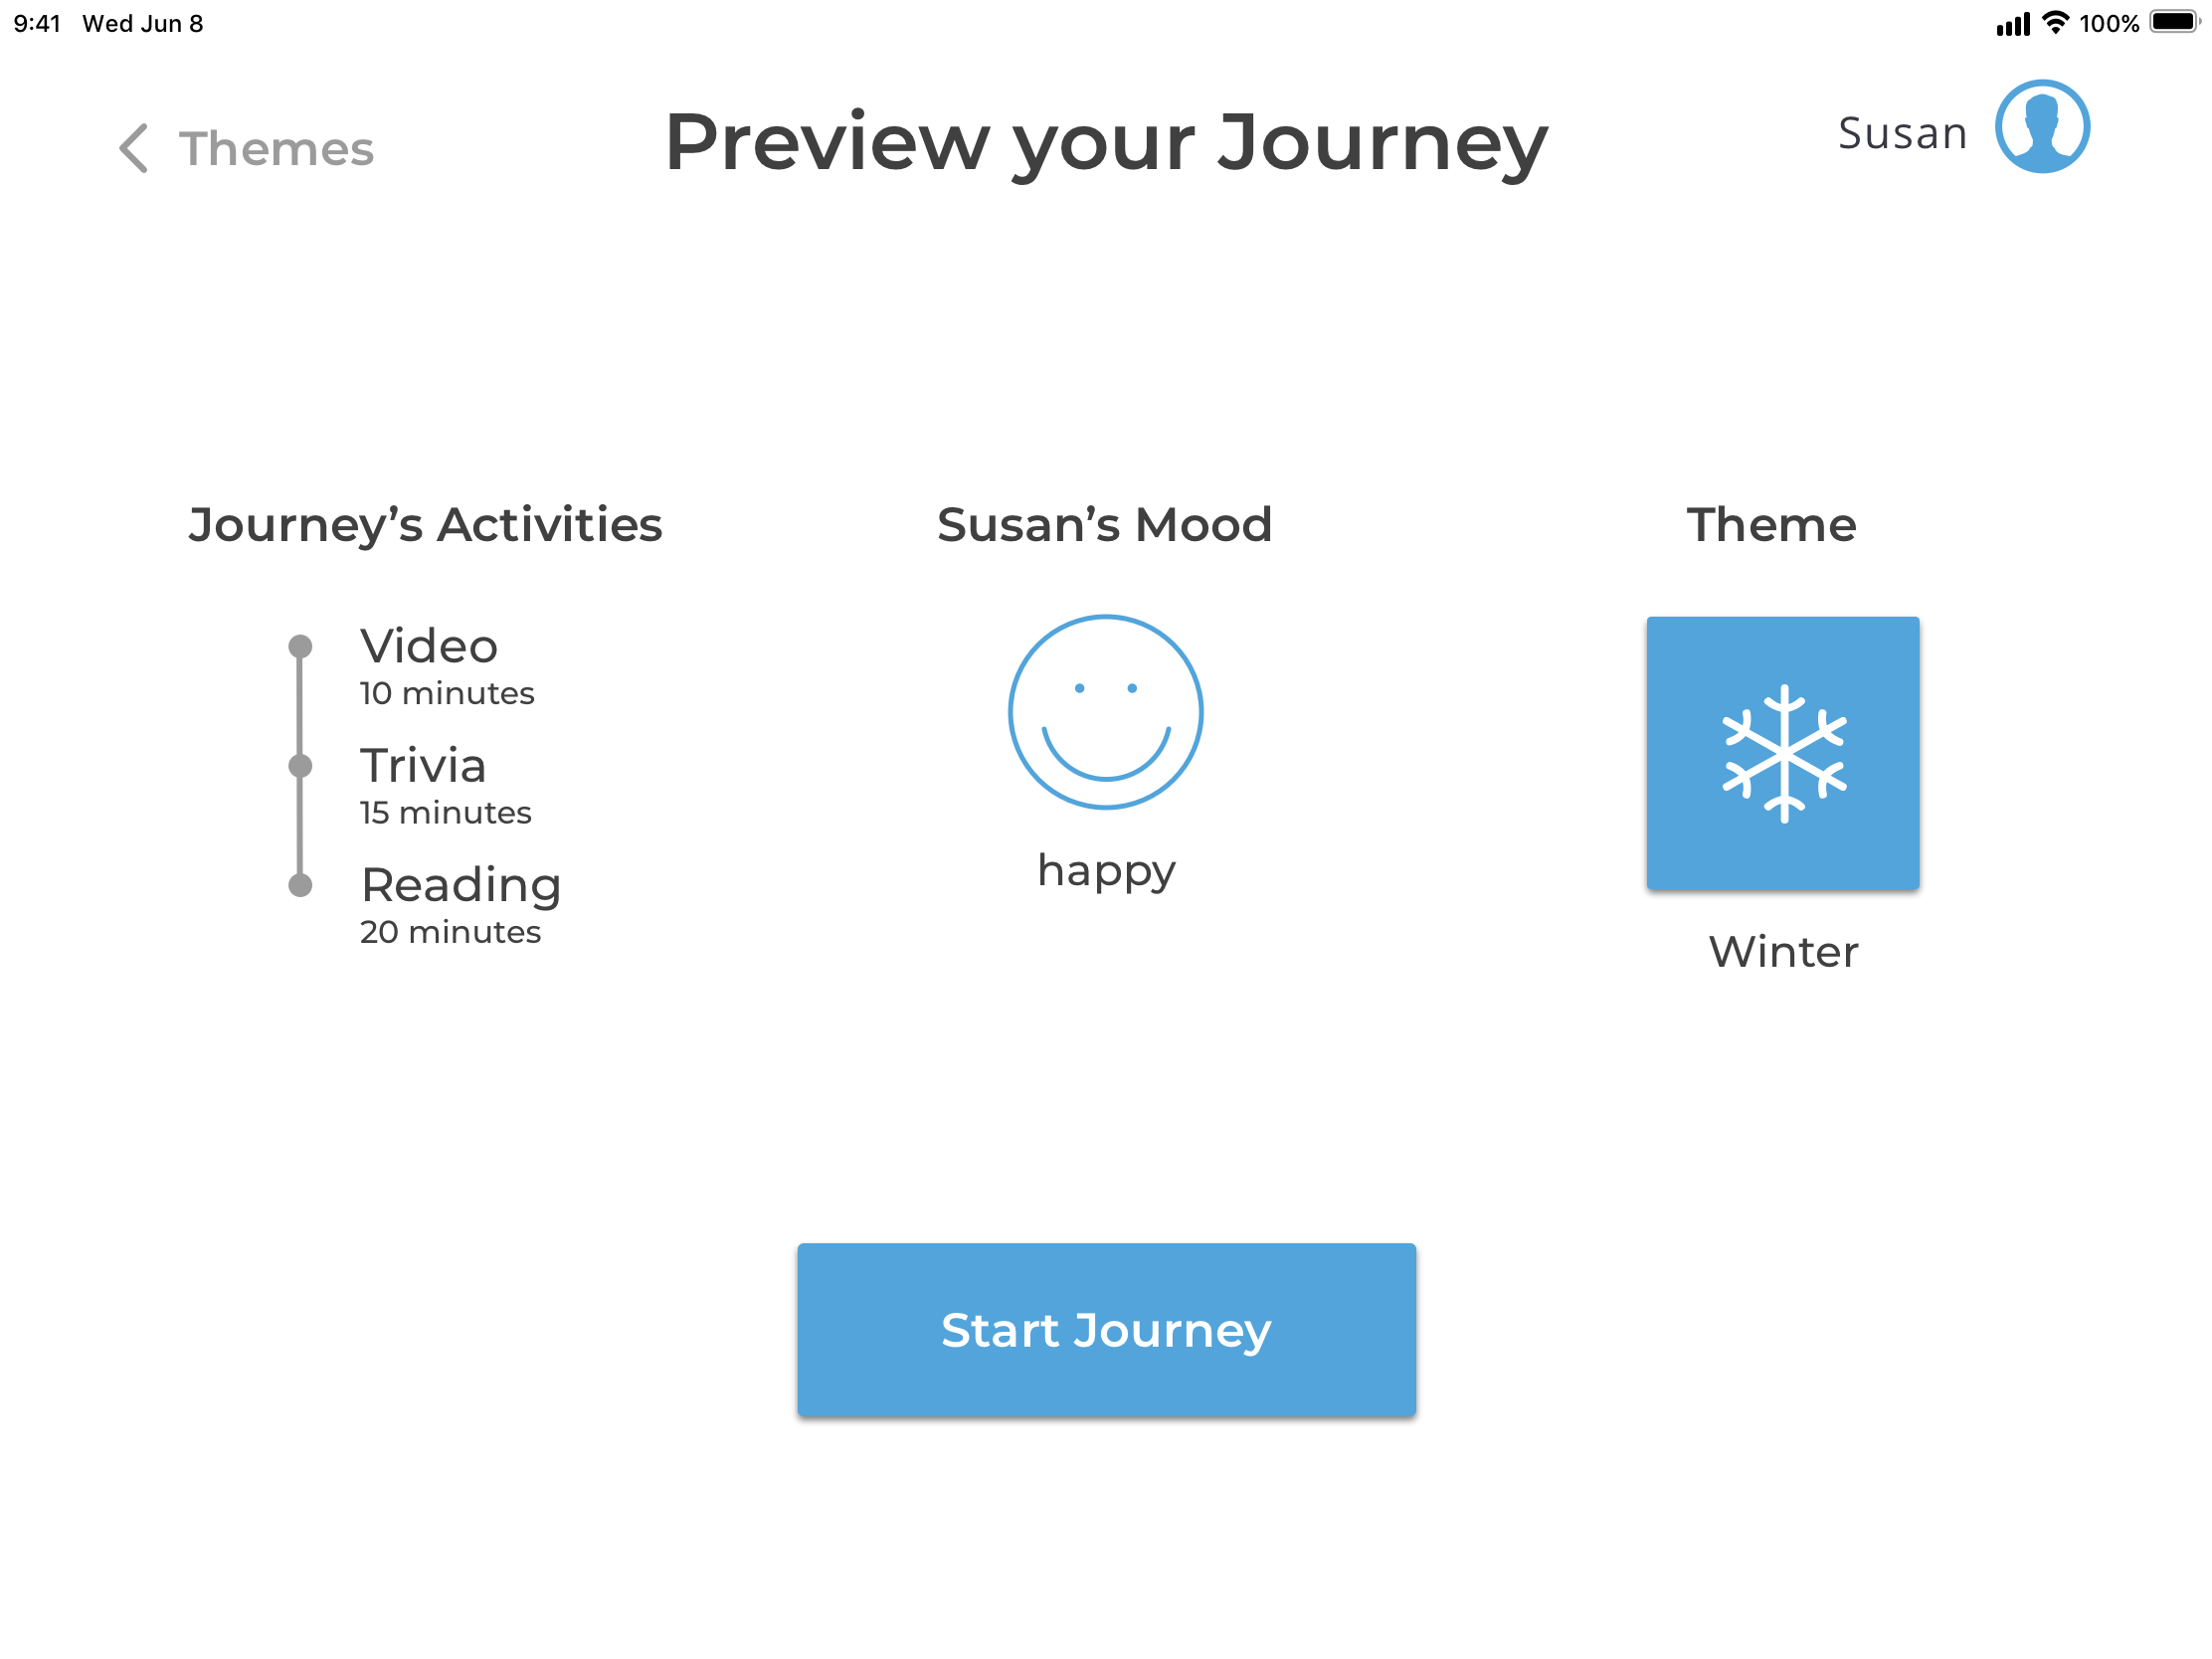 9:41 Wed Jun 8
100%
Themes
Preview your Journey
Susan
Journey’s Activities
Video
10 minutes
Trivia
15 minutes
Reading
20 minutes
Susan’s Mood
happy
Theme
Winter
Start Journey